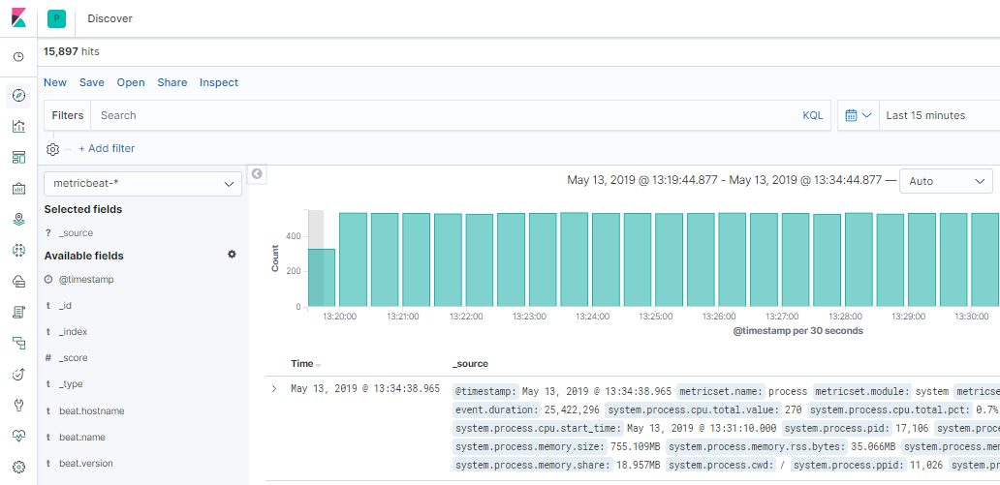 P Discover
15,897 hits
New Save Open Share Inspect
Filters Search KQL Last 15 minutes
+ Add filter
metricbeat-*
May 13, 2019 @ 13:19:44.877 - May 13, 2019 @ 13:34:44.877 — Auto
Selected fields
? _source
Available fields
@timestamp
t _id
t _index
# _score
t _type
t beat.hostname
t beat.name
t beat.version
Count
400
200
0
13:20:00 13:21:00 13:22:00 13:23:00 13:24:00 13:25:00 13:26:00 13:27:00 13:28:00 13:29:00 13:30:00
@timestamp per 30 seconds
Time _source
May 13, 2019 @ 13:34:38.965 @timestamp: May 13, 2019 @ 13:34:38.965 metricset.name: process metricset.module: system metricse
event.duration: 25,422,296 system.process.cpu.total.value: 270 system.process.cpu.total.pct: 0.7%
system.process.cpu.start_time: May 13, 2019 @ 13:31:10.000 system.process.pid: 17,106 system.proce
system.process.memory.size: 755.109MB system.process.memory.rss.bytes: 35.066MB system.process.mem
system.process.memory.share: 18.957MB system.process.cwd: / system.process.ppid: 11,026 system.pr